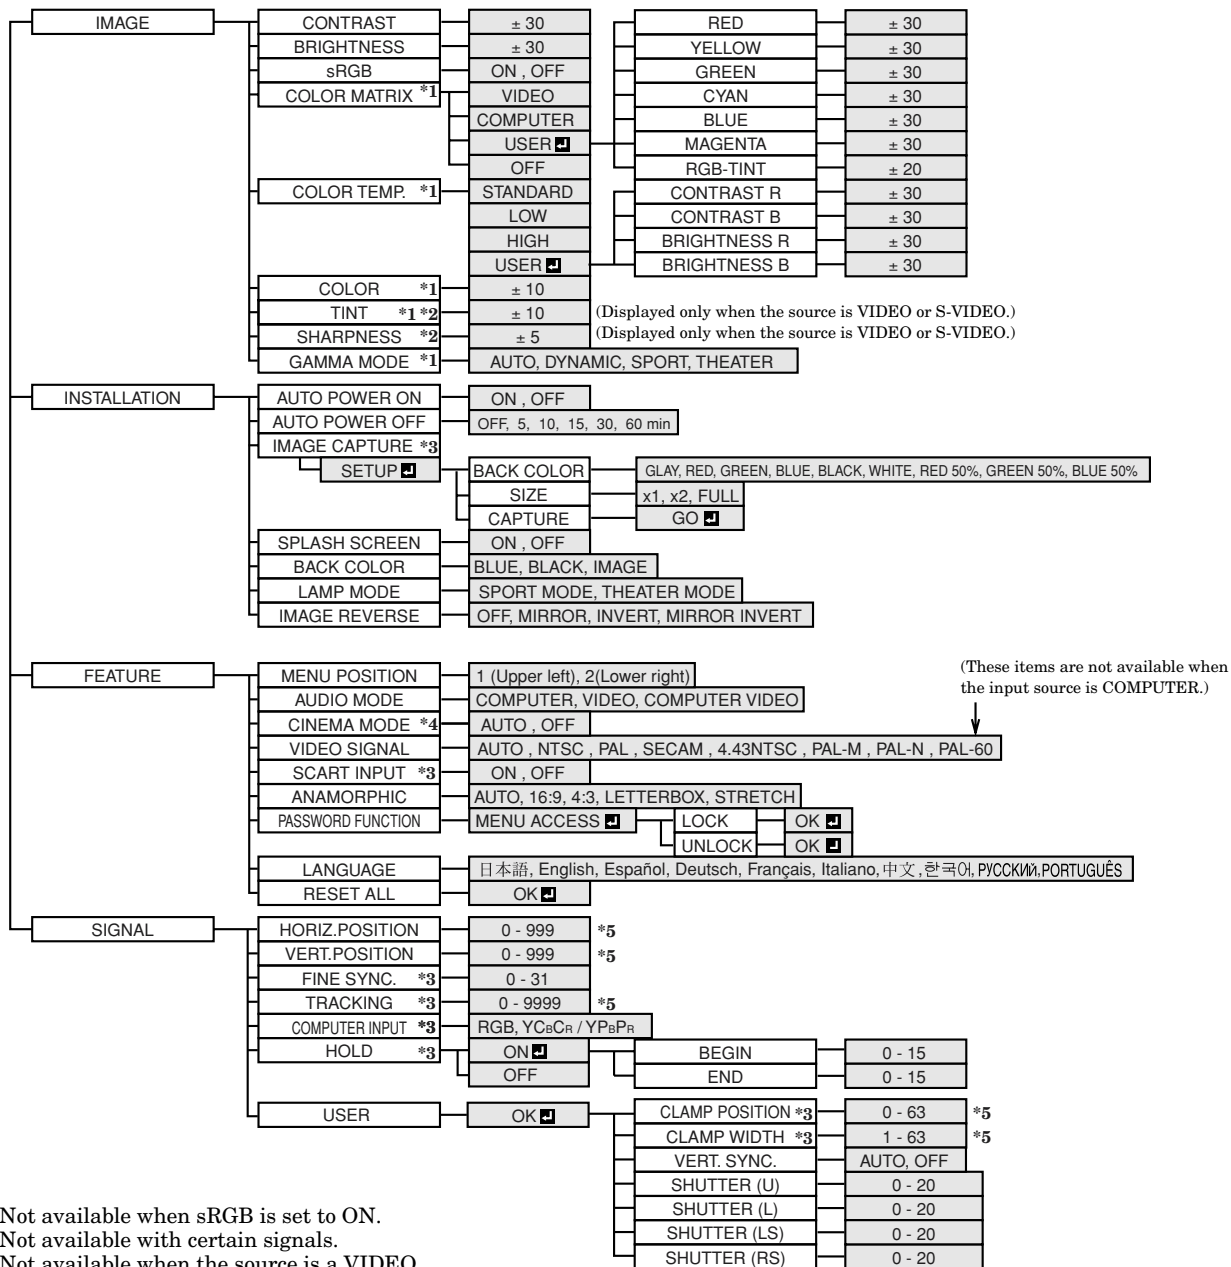 IMAGE CONTRAST ± 30 RED ± 30
BRIGHTNESS ± 30 YELLOW ± 30
sRGB ON , OFF GREEN ± 30
COLOR MATRIX *1 VIDEO CYAN ± 30
COMPUTER BLUE ± 30
USER MAGENTA ± 30
OFF RGB-TINT ± 20
COLOR TEMP. *1 STANDARD CONTRAST R ± 30
LOW CONTRAST B ± 30
HIGH BRIGHTNESS R ± 30
USER BRIGHTNESS B ± 30
COLOR *1 ± 10
TINT *1 *2 ± 10 (Displayed only when the source is VIDEO or S-VIDEO.)
SHARPNESS *2 ± 5 (Displayed only when the source is VIDEO or S-VIDEO.)
GAMMA MODE *1 AUTO, DYNAMIC, SPORT, THEATER
INSTALLATION AUTO POWER ON ON , OFF
AUTO POWER OFF OFF, 5, 10, 15, 30, 60 min
IMAGE CAPTURE *3
SETUP BACK COLOR GLAY, RED, GREEN, BLUE, BLACK, WHITE, RED 50%, GREEN 50%, BLUE 50%
SIZE x1, x2, FULL
CAPTURE GO
SPLASH SCREEN ON , OFF
BACK COLOR BLUE, BLACK, IMAGE
LAMP MODE SPORT MODE, THEATER MODE
IMAGE REVERSE OFF, MIRROR, INVERT, MIRROR INVERT
(These items are not available when
the input source is COMPUTER.)
FEATURE MENU POSITION 1 (Upper left), 2(Lower right)
AUDIO MODE COMPUTER, VIDEO, COMPUTER VIDEO
CINEMA MODE *4 AUTO , OFF
VIDEO SIGNAL AUTO , NTSC , PAL , SECAM , 4.43NTSC , PAL-M , PAL-N , PAL-60
SCART INPUT *3 ON , OFF
ANAMORPHIC AUTO, 16:9, 4:3, LETTERBOX, STRETCH
PASSWORD FUNCTION MENU ACCESS LOCK OK
UNLOCK OK
LANGUAGE 日本語, English, Español, Deutsch, Français, Italiano, 中文, 한국어, РУССКИЙ, PORTUGUÊS
RESET ALL OK
SIGNAL HORIZ.POSITION 0 - 999 *5
VERT.POSITION 0 - 999 *5
FINE SYNC. *3 0 - 31
TRACKING *3 0 - 9999 *5
COMPUTER INPUT *3 RGB, YCBCR / YPBPR
HOLD *3 ON BEGIN 0 - 15
OFF END 0 - 15
USER OK CLAMP POSITION *3 0 - 63 *5
CLAMP WIDTH *3 1 - 63 *5
VERT. SYNC. AUTO, OFF
SHUTTER (U) 0 - 20
SHUTTER (L) 0 - 20
SHUTTER (LS) 0 - 20
SHUTTER (RS) 0 - 20
Not available when sRGB is set to ON.
Not available with certain signals.
Not available when the source is a VIDEO